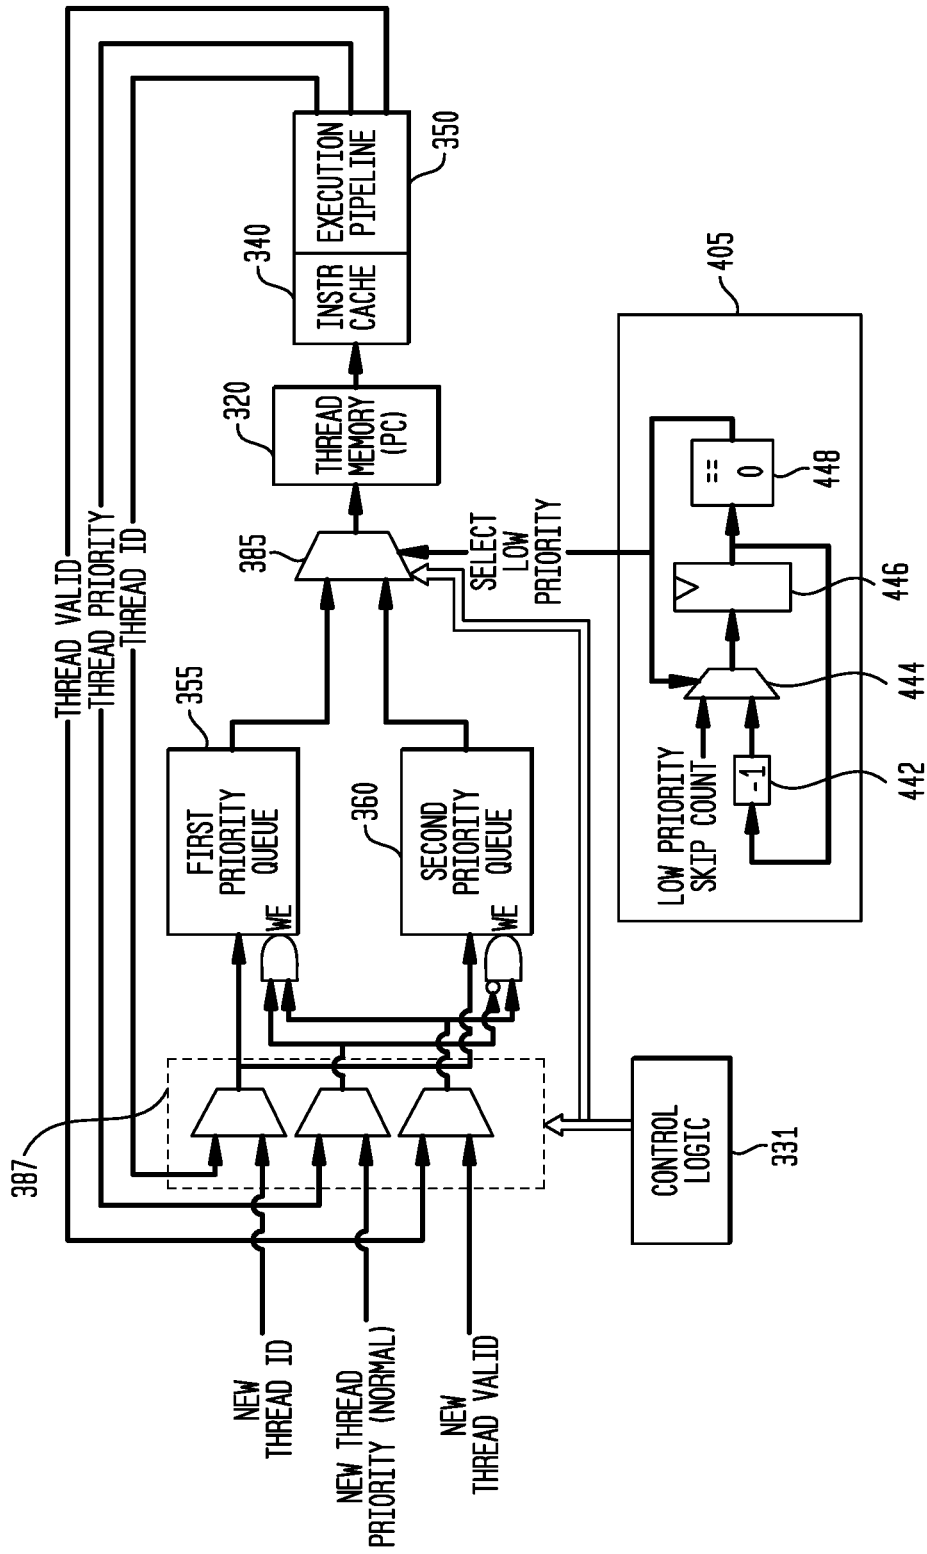 THREAD VALID
THREAD PRIORITY
THREAD ID
387
NEW
THREAD ID
NEW THREAD
PRIORITY (NORMAL)
NEW
THREAD VALID
355
FIRST
PRIORITY
QUEUE
WE
360
SECOND
PRIORITY
QUEUE
WE
385
320
THREAD
MEMORY
(PC)
340
INSTR
CACHE
EXECUTION
PIPELINE
350
SELECT
LOW
PRIORITY
CONTROL
LOGIC
331
405
LOW PRIORITY
SKIP COUNT
-1
442
444
446
==
0
448